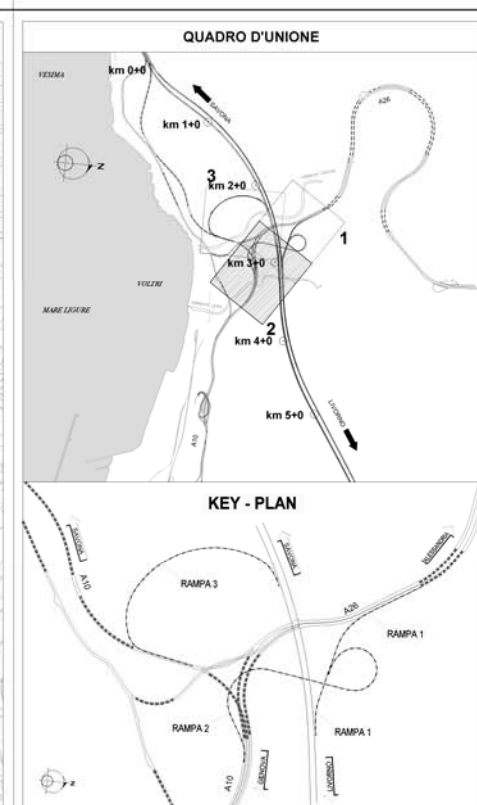 QUADRO D'UNIONE
VESIMA
km 0+0
SAVONA
A26
km 1+0
3
km 2+0
1
N
km 3+0
VOLTRI
MARE LIGURE
2
km 4+0
LIVORNO
km 5+0
A10
KEY - PLAN
SAVONA
SAVONA
ALESSANDRIA
A10
RAMPA 3
A26
RAMPA 1
RAMPA 2
RAMPA 1
GENOVA
LIVORNO
A10
N